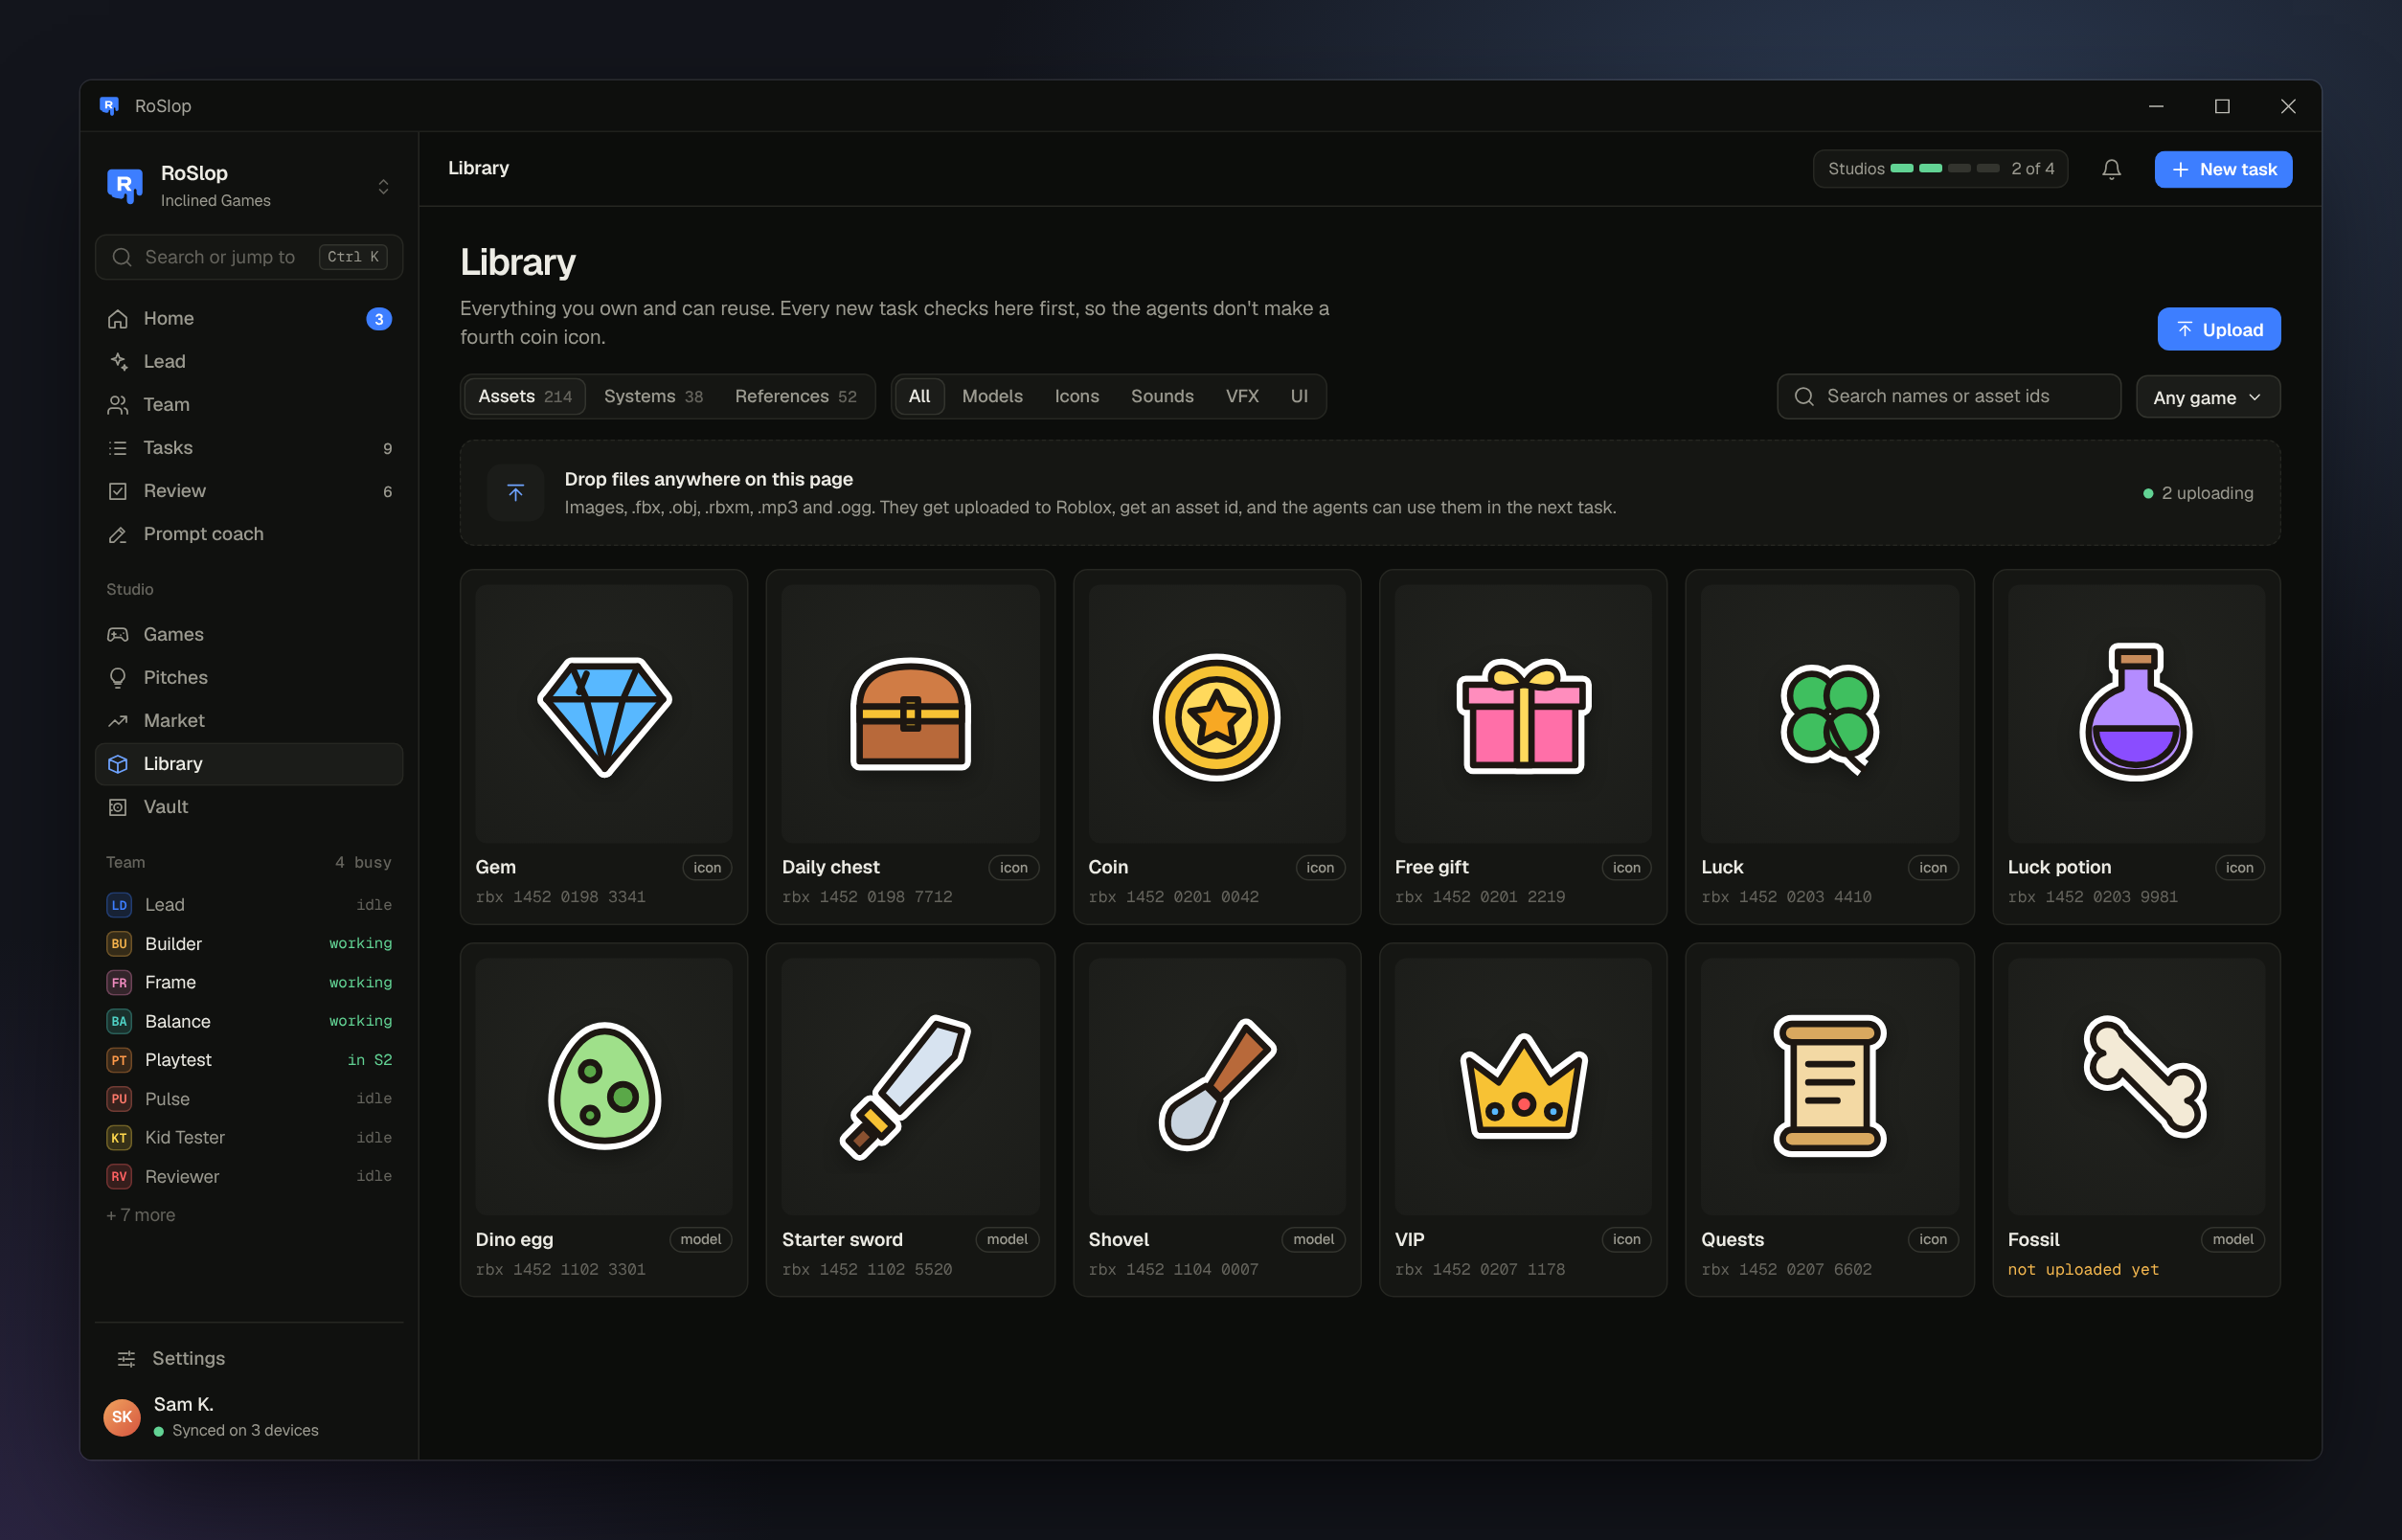 RoSlop
RoSlop
Inclined Games
Search or jump to
Ctrl K
Home
3
Lead
Team
Tasks
9
Review
6
Prompt coach
Studio
Games
Pitches
Market
Library
Vault
Team
4 busy
LD Lead idle
BU Builder working
FR Frame working
BA Balance working
PT Playtest in S2
PU Pulse idle
KT Kid Tester idle
RV Reviewer idle
+ 7 more
Settings
SK
Sam K.
Synced on 3 devices
Library
Studios 2 of 4
New task
Library
Everything you own and can reuse. Every new task checks here first, so the agents don't make a
fourth coin icon.
Upload
Assets 214 Systems 38 References 52
All Models Icons Sounds VFX UI
Search names or asset ids
Any game
Drop files anywhere on this page
Images, .fbx, .obj, .rbxm, .mp3 and .ogg. They get uploaded to Roblox, get an asset id, and the agents can use them in the next task.
2 uploading
Gem icon
rbx 1452 0198 3341
Daily chest icon
rbx 1452 0198 7712
Coin icon
rbx 1452 0201 0042
Free gift icon
rbx 1452 0201 2219
Luck icon
rbx 1452 0203 4410
Luck potion icon
rbx 1452 0203 9981
Dino egg model
rbx 1452 1102 3301
Starter sword model
rbx 1452 1102 5520
Shovel model
rbx 1452 1104 0007
VIP icon
rbx 1452 0207 1178
Quests icon
rbx 1452 0207 6602
Fossil model
not uploaded yet